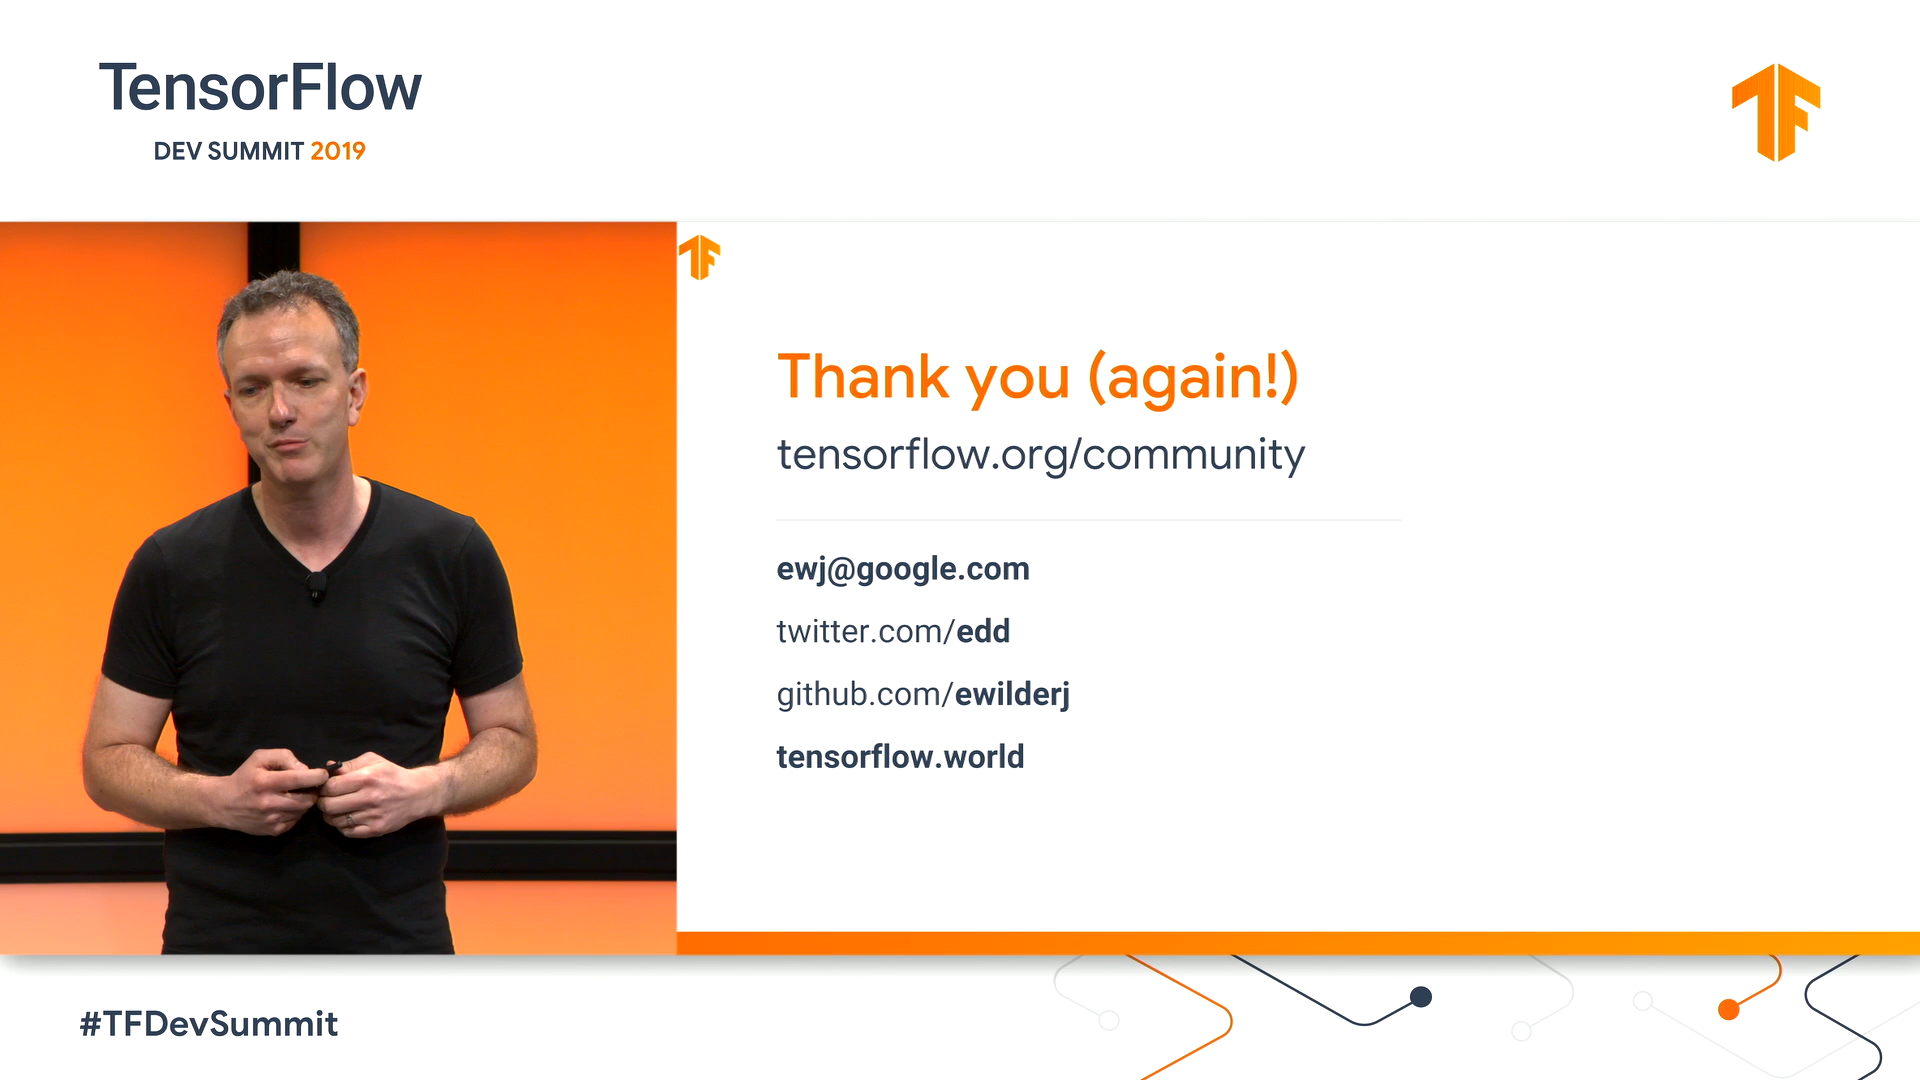 TensorFlow
DEV SUMMIT 2019
Thank you (again!)
tensorflow.org/community
ewj@google.com
twitter.com/edd
github.com/ewilderj
tensorflow.world
#TFDevSummit